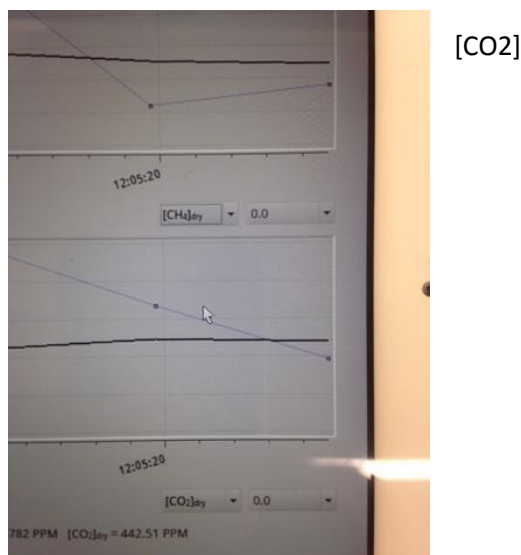 [CO2]
12:05:20
[CH₄]dry 0.0
12:05:20
[CO₂]dry 0.0
782 PPM [CO₂]dry = 442.51 PPM